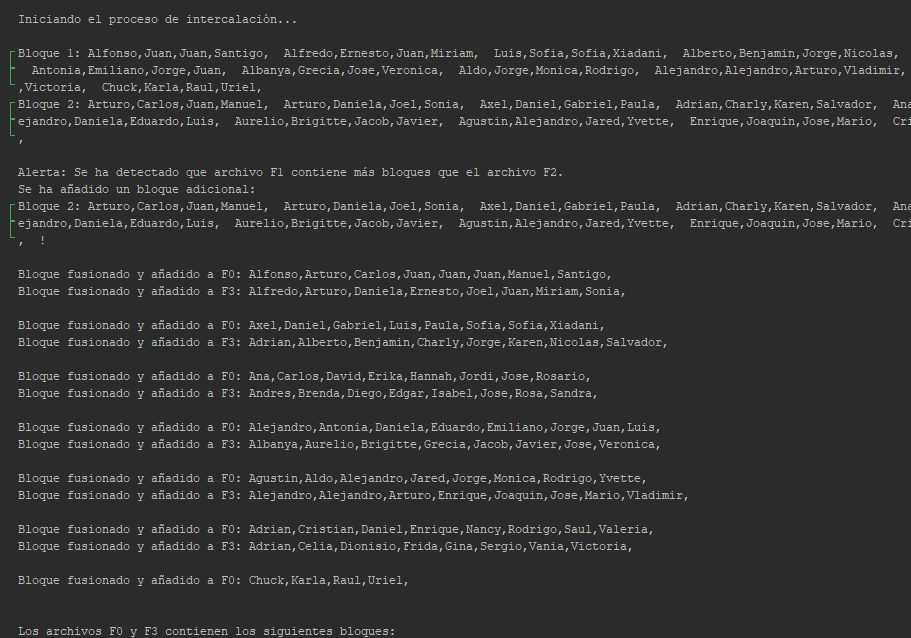 Iniciando el proceso de intercalación...
Bloque 1: Alfonso,Juan,Juan,Santigo,  Alfredo,Ernesto,Juan,Miriam,  Luis,Sofia,Sofia,Xiadani,  Alberto,Benjamin,Jorge,Nicolas,
Antonia,Emiliano,Jorge,Juan,  Albanya,Grecia,Jose,Veronica,  Aldo,Jorge,Monica,Rodrigo,  Alejandro,Alejandro,Arturo,Vladimir,
,Victoria,  Chuck,Karla,Raul,Uriel,
Bloque 2: Arturo,Carlos,Juan,Manuel,  Arturo,Daniela,Joel,Sonia,  Axel,Daniel,Gabriel,Paula,  Adrian,Charly,Karen,Salvador,  Ana
ejandro,Daniela,Eduardo,Luis,  Aurelio,Brigitte,Jacob,Javier,  Agustin,Alejandro,Jared,Yvette,  Enrique,Joaquin,Jose,Mario,  Cri
,
Alerta: Se ha detectado que archivo F1 contiene más bloques que el archivo F2.
Se ha añadido un bloque adicional:
Bloque 2: Arturo,Carlos,Juan,Manuel,  Arturo,Daniela,Joel,Sonia,  Axel,Daniel,Gabriel,Paula,  Adrian,Charly,Karen,Salvador,  Ana
ejandro,Daniela,Eduardo,Luis,  Aurelio,Brigitte,Jacob,Javier,  Agustin,Alejandro,Jared,Yvette,  Enrique,Joaquin,Jose,Mario,  Cri
,  !
Bloque fusionado y añadido a F0: Alfonso,Arturo,Carlos,Juan,Juan,Juan,Manuel,Santigo,
Bloque fusionado y añadido a F3: Alfredo,Arturo,Daniela,Ernesto,Joel,Juan,Miriam,Sonia,
Bloque fusionado y añadido a F0: Axel,Daniel,Gabriel,Luis,Paula,Sofia,Sofia,Xiadani,
Bloque fusionado y añadido a F3: Adrian,Alberto,Benjamin,Charly,Jorge,Karen,Nicolas,Salvador,
Bloque fusionado y añadido a F0: Ana,Carlos,David,Erika,Hannah,Jordi,Jose,Rosario,
Bloque fusionado y añadido a F3: Andres,Brenda,Diego,Edgar,Isabel,Jose,Rosa,Sandra,
Bloque fusionado y añadido a F0: Alejandro,Antonia,Daniela,Eduardo,Emiliano,Jorge,Juan,Luis,
Bloque fusionado y añadido a F3: Albanya,Aurelio,Brigitte,Grecia,Jacob,Javier,Jose,Veronica,
Bloque fusionado y añadido a F0: Agustin,Aldo,Alejandro,Jared,Jorge,Monica,Rodrigo,Yvette,
Bloque fusionado y añadido a F3: Alejandro,Alejandro,Arturo,Enrique,Joaquin,Jose,Mario,Vladimir,
Bloque fusionado y añadido a F0: Adrian,Cristian,Daniel,Enrique,Nancy,Rodrigo,Saul,Valeria,
Bloque fusionado y añadido a F3: Adrian,Celia,Dionisio,Frida,Gina,Sergio,Vania,Victoria,
Bloque fusionado y añadido a F0: Chuck,Karla,Raul,Uriel,
Los archivos F0 y F3 contienen los siguientes bloques: